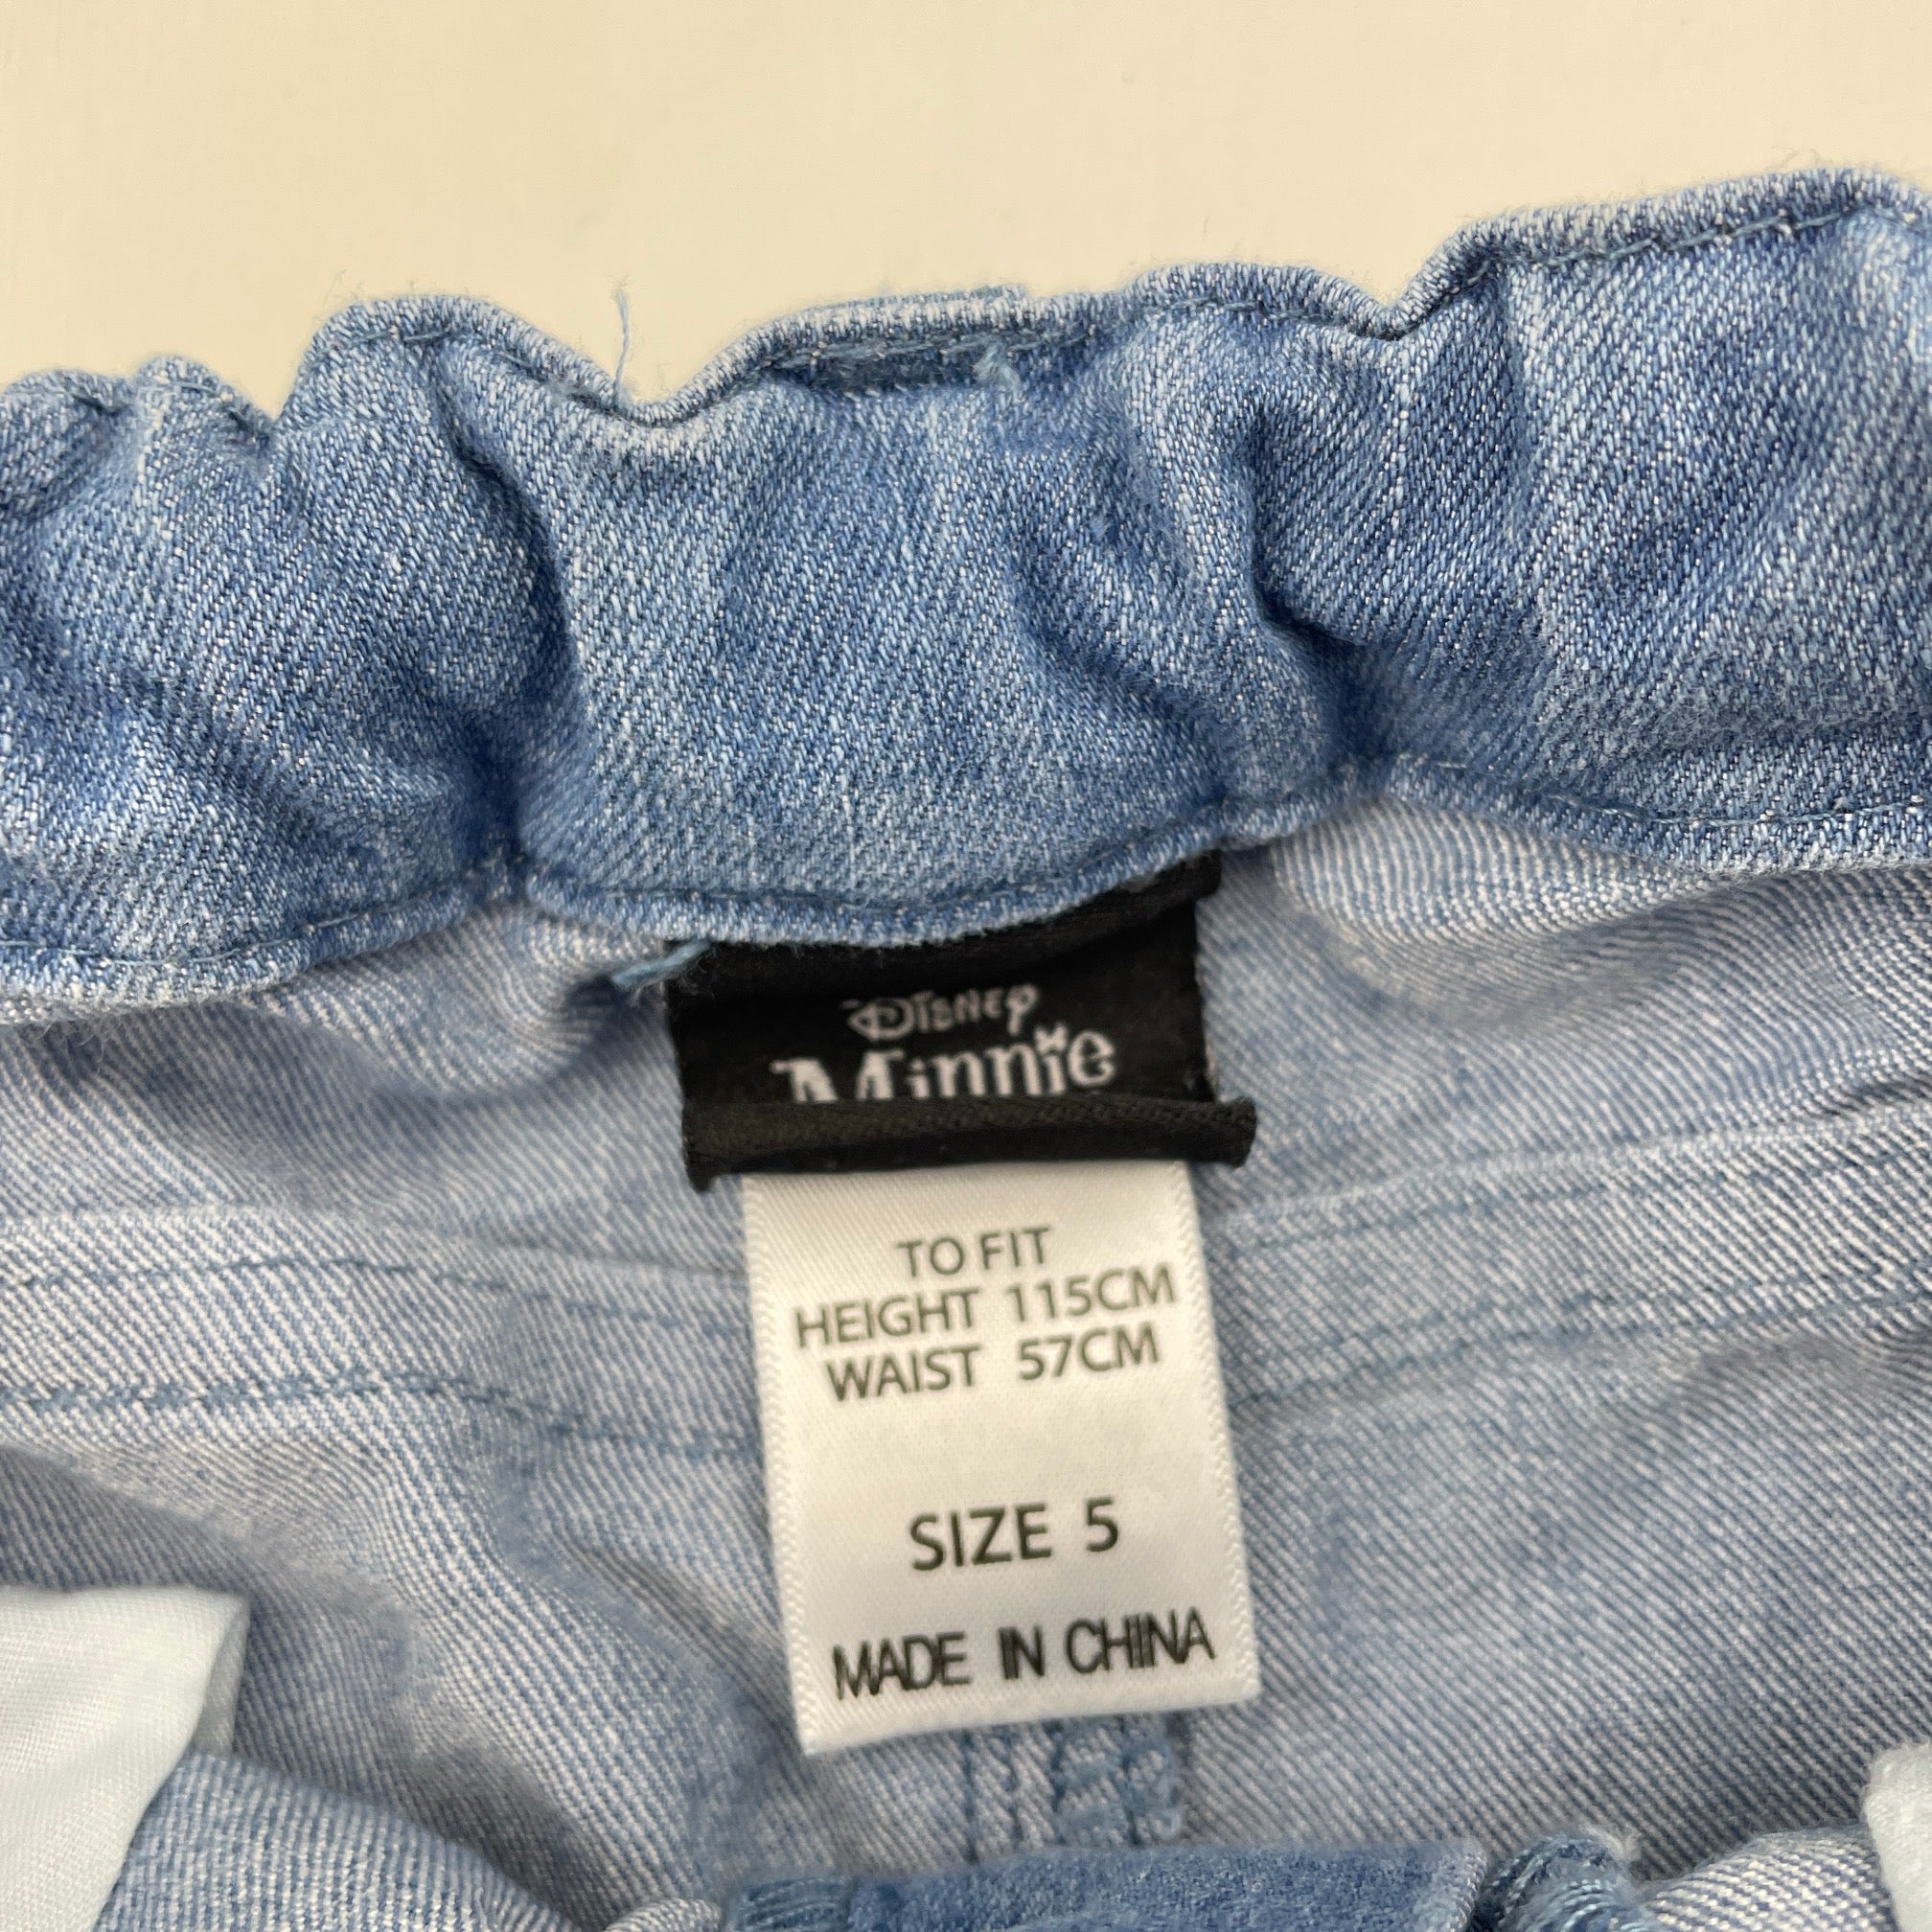 Disney
Minnie
TO FIT
HEIGHT 115CM
WAIST 57CM
SIZE 5
MADE IN CHINA